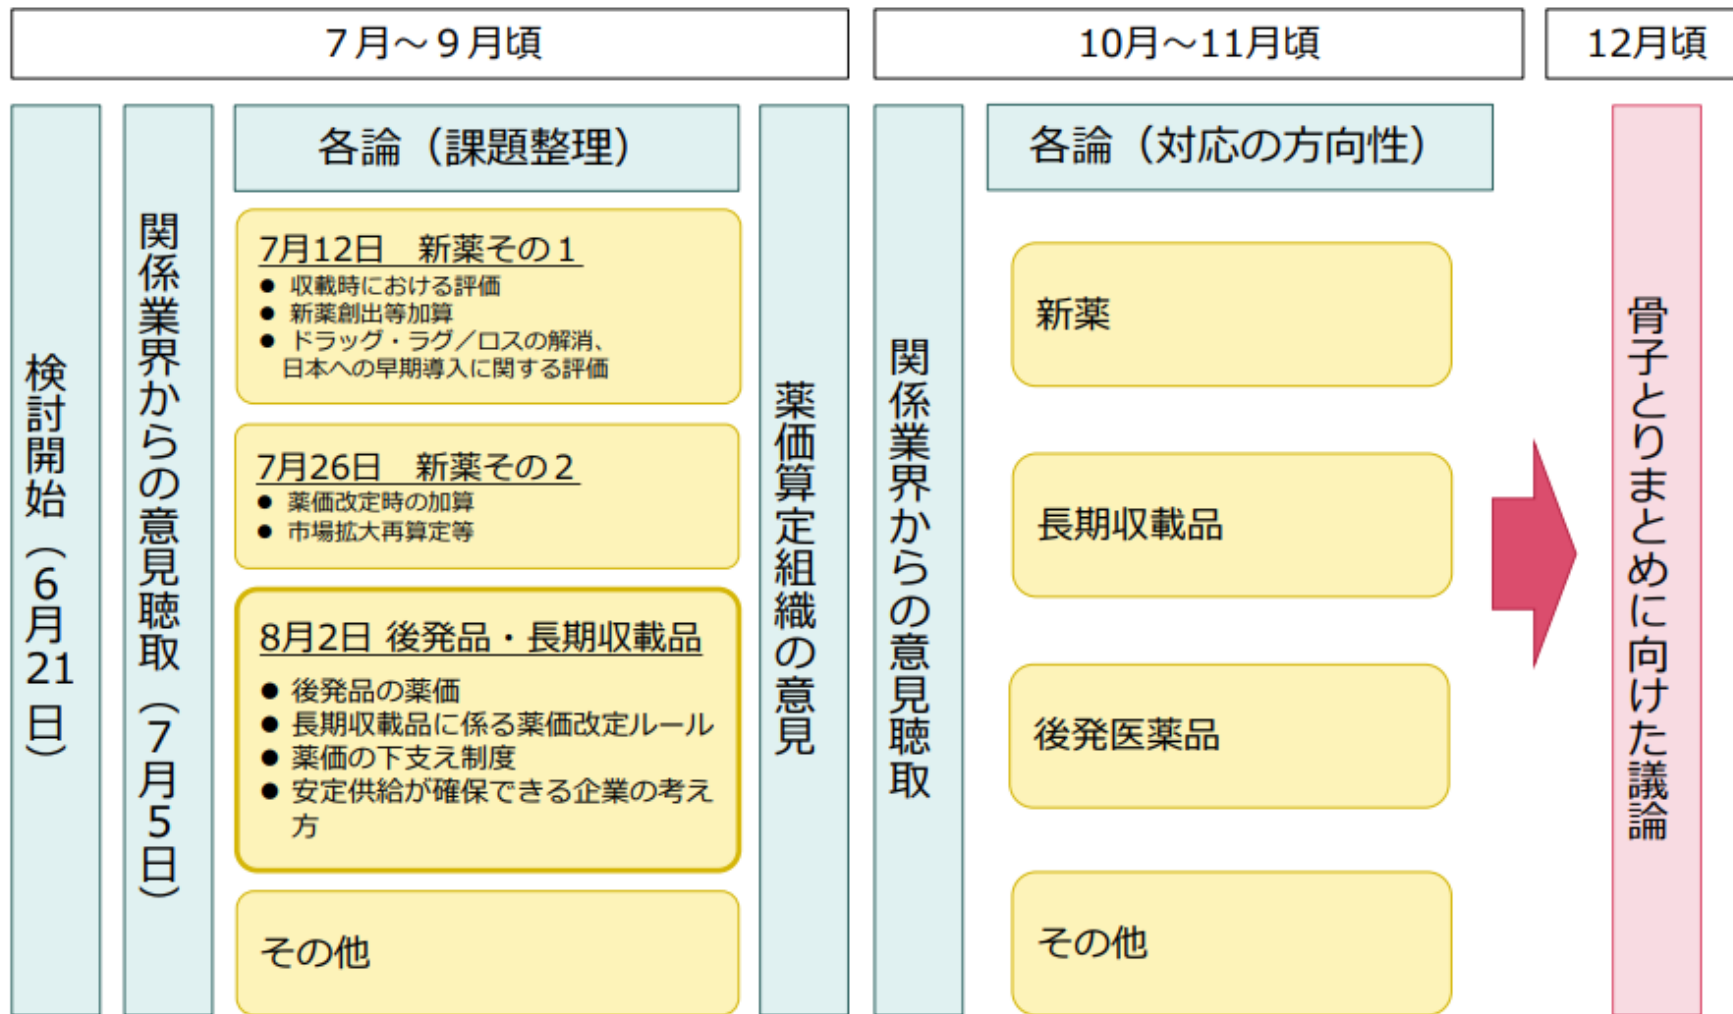 ７月～９月頃
10月～11月頃
12月頃
検討開始（6月21日）
関係業界からの意見聴取（7月5日）
各論（課題整理）
7月12日　新薬その１
● 収載時における評価
● 新薬創出等加算
● ドラッグ・ラグ／ロスの解消、
日本への早期導入に関する評価
7月26日　新薬その２
● 薬価改定時の加算
● 市場拡大再算定等
8月2日 後発品・長期収載品
● 後発品の薬価
● 長期収載品に係る薬価改定ルール
● 薬価の下支え制度
● 安定供給が確保できる企業の考え
方
その他
薬価算定組織の意見
関係業界からの意見聴取
各論（対応の方向性）
新薬
長期収載品
後発医薬品
その他
骨子とりまとめに向けた議論